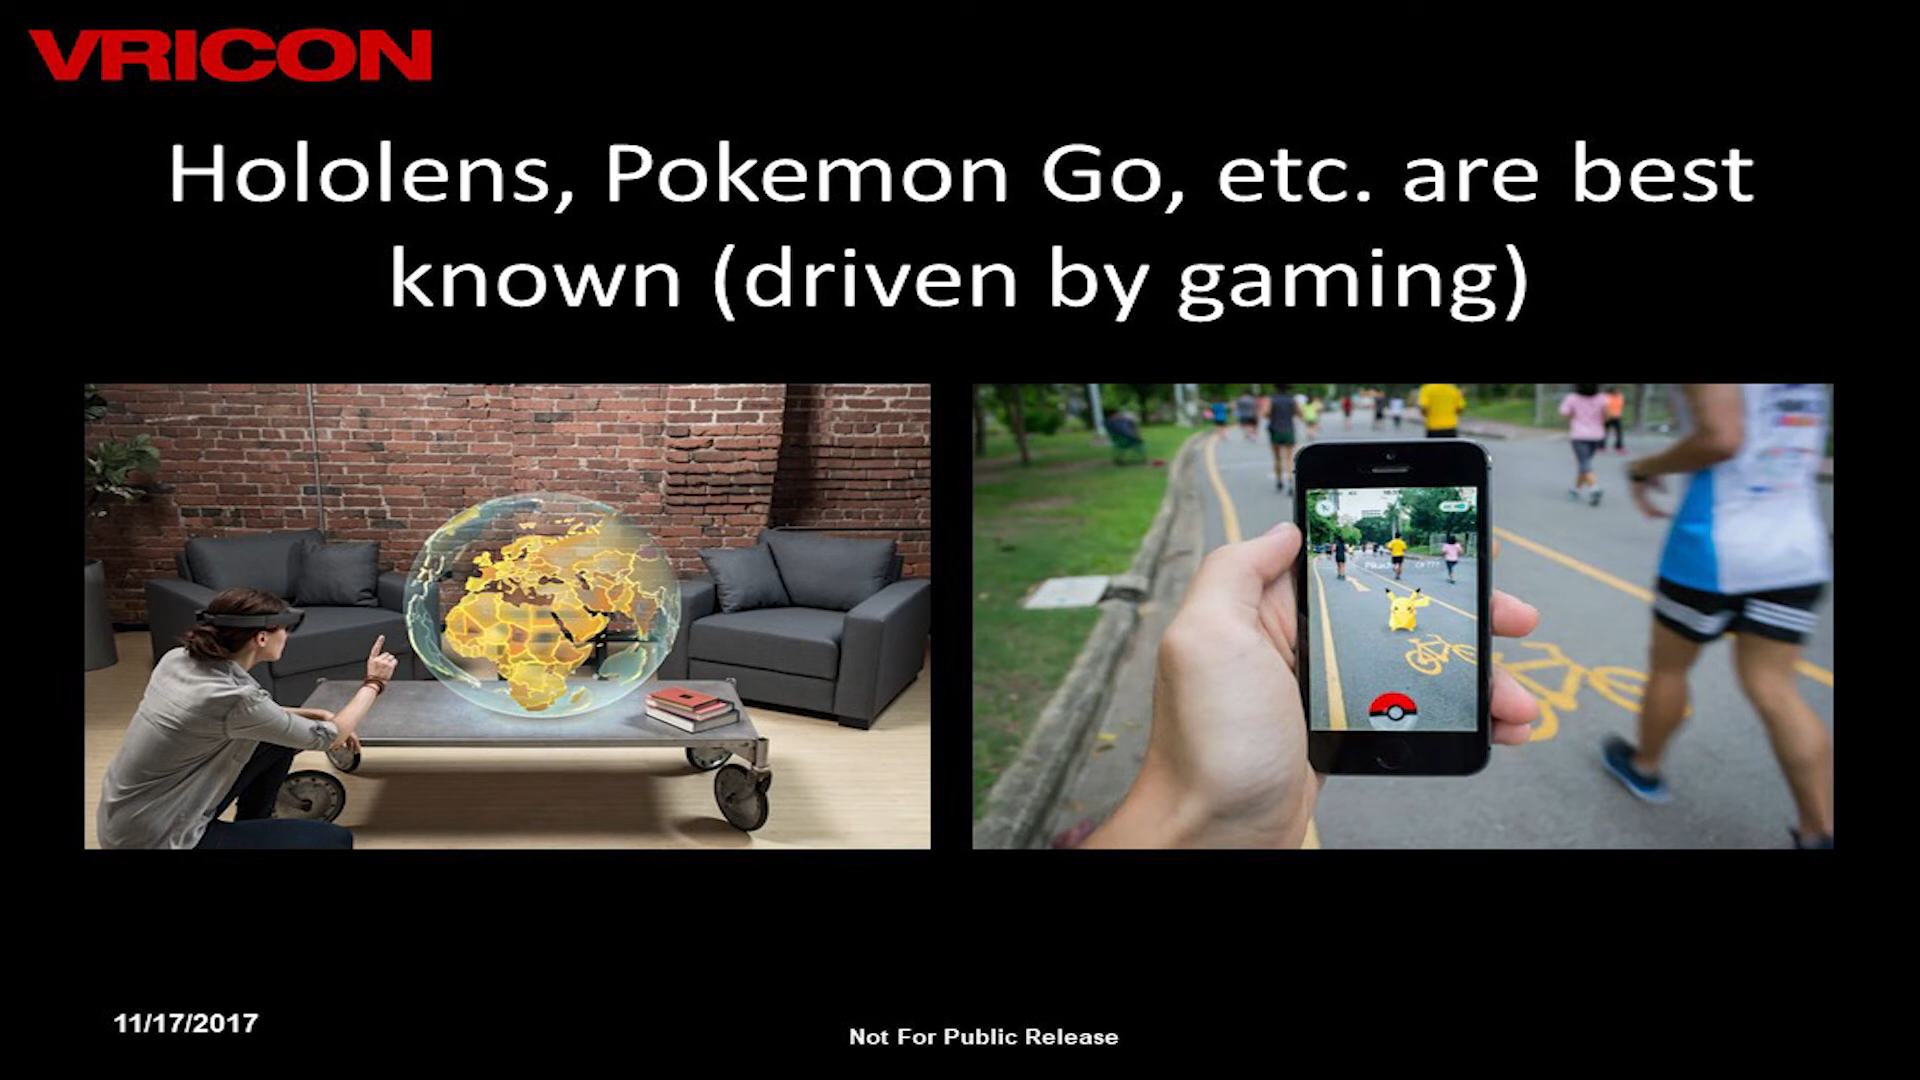 VRICON
Hololens, Pokemon Go, etc. are best
known (driven by gaming)
11/17/2017
Not For Public Release